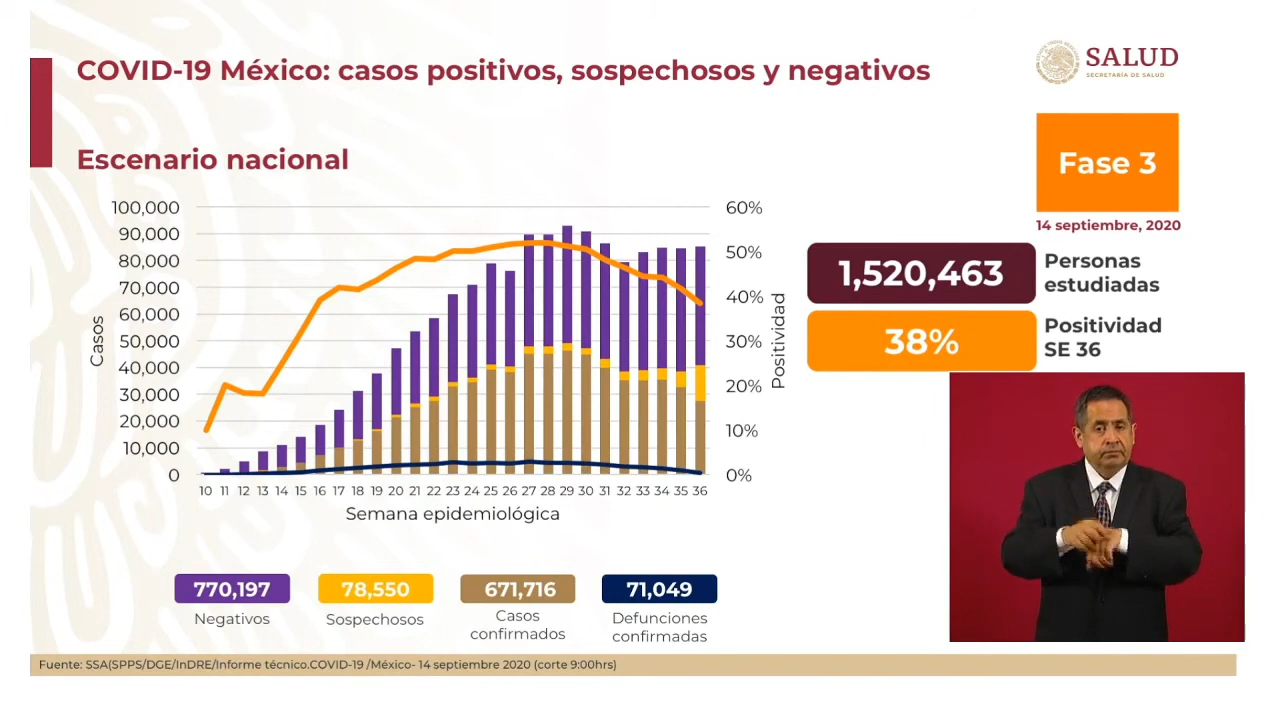 COVID-19 México: casos positivos, sospechosos y negativos
SALUD
SECRETARÍA DE SALUD
Escenario nacional
Fase 3
14 septiembre, 2020
1,520,463
Personas
estudiadas
38%
Positividad
SE 36
100,000
90,000
80,000
70,000
60,000
50,000
40,000
30,000
20,000
10,000
0
Casos
60%
50%
40%
30%
20%
10%
0%
Positividad
10 11 12 13 14 15 16 17 18 19 20 21 22 23 24 25 26 27 28 29 30 31 32 33 34 35 36
Semana epidemiológica
770,197
Negativos
78,550
Sospechosos
671,716
Casos
confirmados
71,049
Defunciones
confirmadas
Fuente: SSA(SPPS/DGE/InDRE/Informe técnico.COVID-19 /México- 14 septiembre 2020 (corte 9:00hrs)